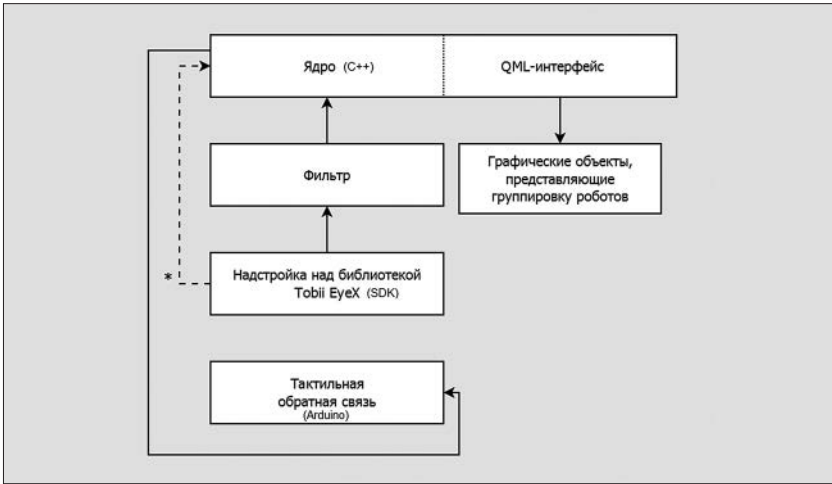 Ядро (C++)
QML-интерфейс
Фильтр
Графические объекты,
представляющие
группировку роботов
Надстройка над библиотекой
Tobii EyeX (SDK)
*
Тактильная
обратная связь
(Arduino)